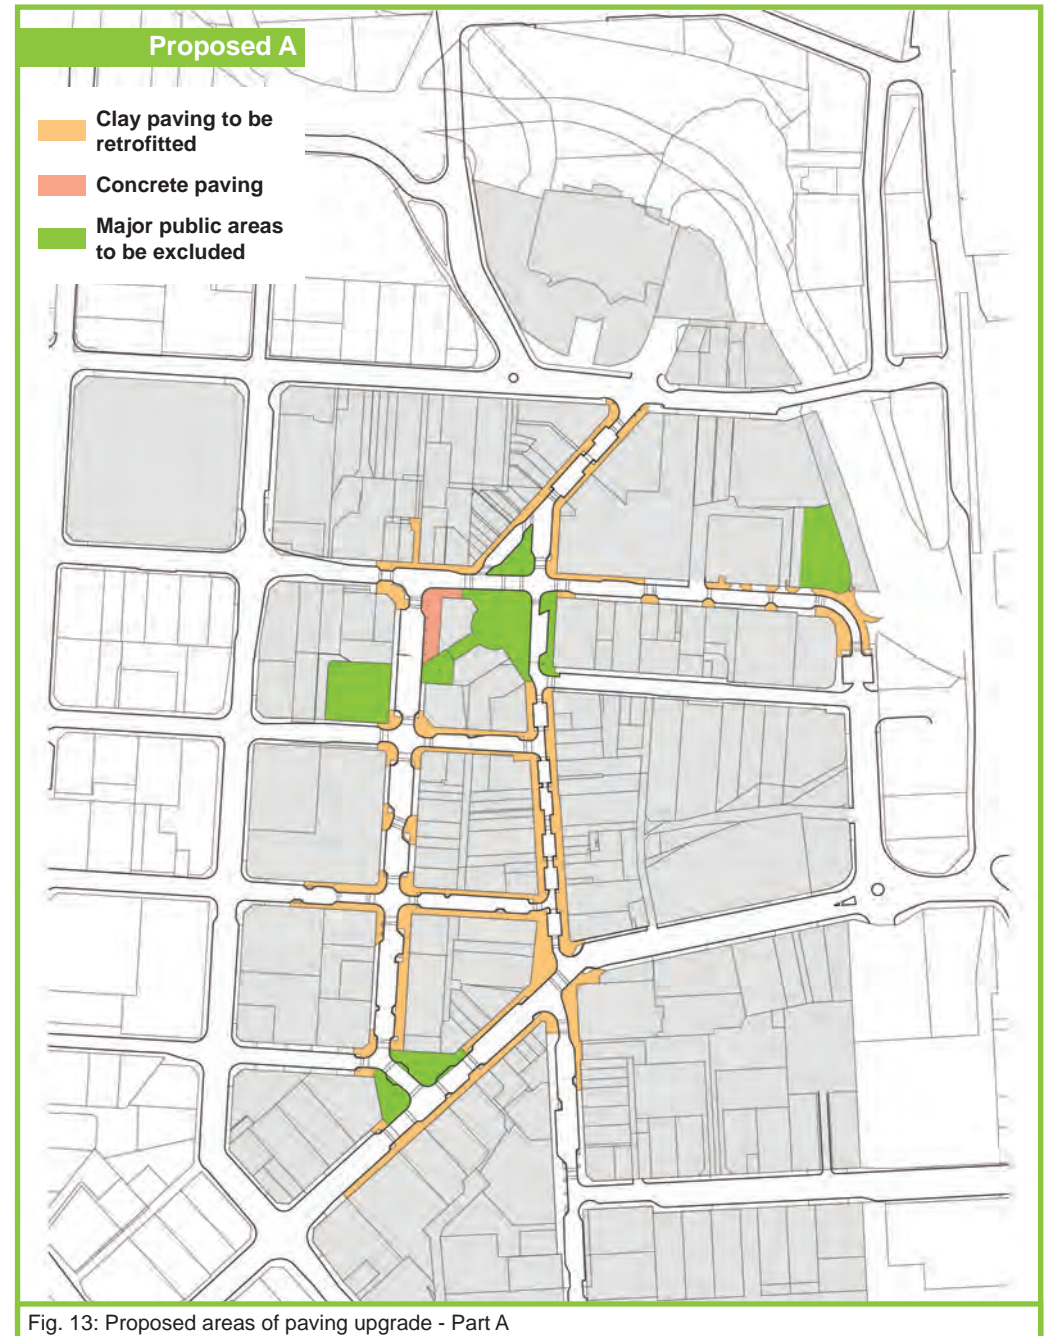 Proposed A
Clay paving to be
retrofitted
Concrete paving
Major public areas
to be excluded
Fig. 13: Proposed areas of paving upgrade - Part A